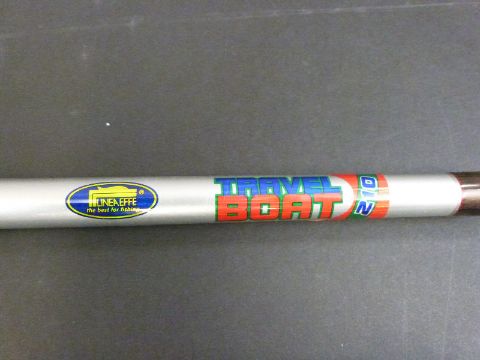 LINEAEFFE ®
the best for fishing
TRAVEL
BOAT
210